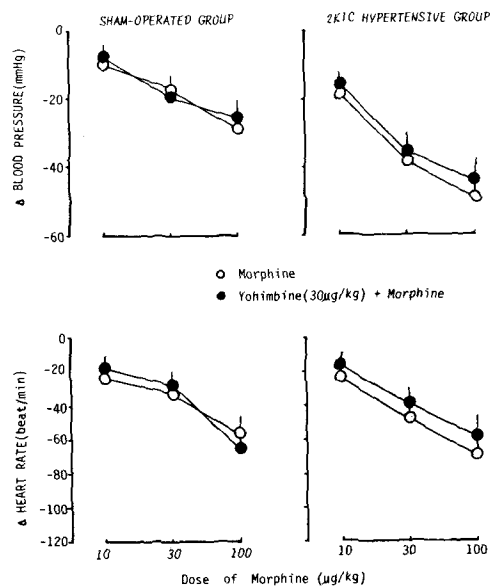 SHAM-OPERATED GROUP
2K1C HYPERTENSIVE GROUP
Δ BLOOD PRESSURE(mmHg)
0
-20
-40
-60
○ Morphine
● Yohimbine(30µg/kg) + Morphine
Δ HEART RATE(beat/min)
0
-20
-40
-60
-80
-100
-120
10 30 100 10 30 100
Dose of Morphine (µg/kg)